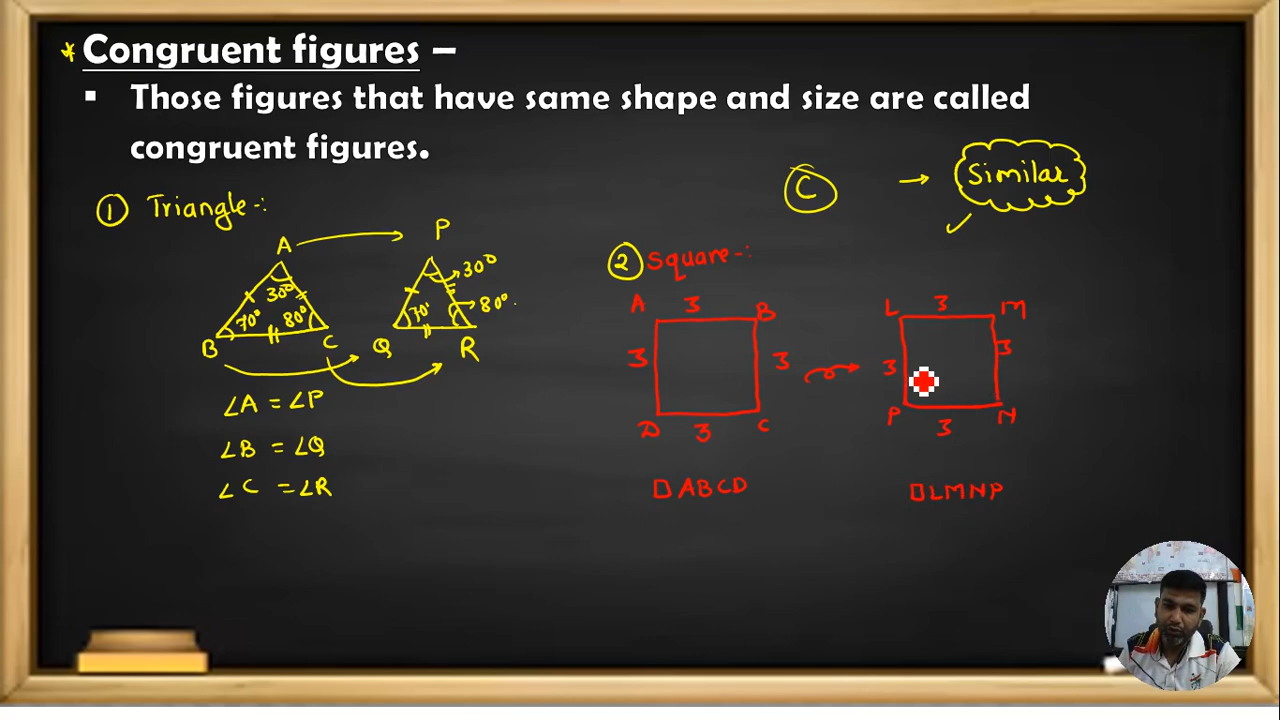 * Congruent figures –
▪ Those figures that have same shape and size are called
congruent figures.
C → Similar
① Triangle -:
A
P
30°
70° 80°
B C
30°
70° 80°
Q R
∠A = ∠P
∠B = ∠Q
∠C = ∠R
② Square -:
A 3 B
3 3
D 3 C
□ABCD
L 3 M
3 3
P 3 N
□LMNP